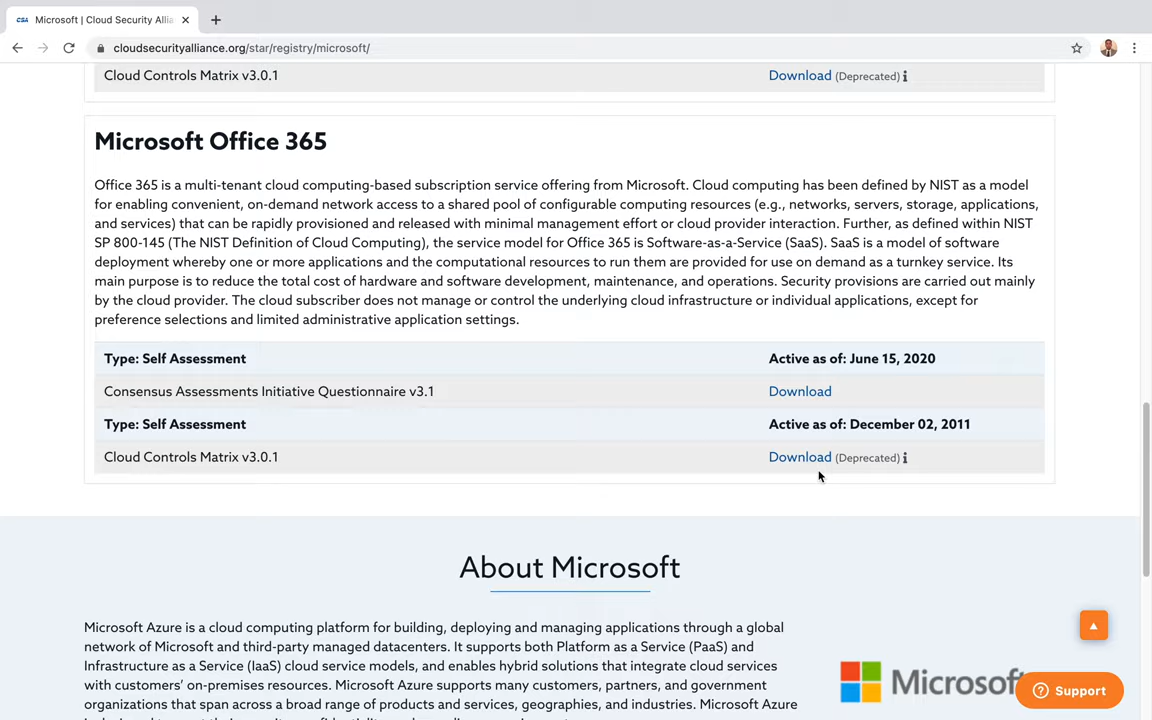 CSA Microsoft | Cloud Security Allia
cloudsecurityalliance.org/star/registry/microsoft/
Cloud Controls Matrix v3.0.1 Download (Deprecated) i
Microsoft Office 365
Office 365 is a multi-tenant cloud computing-based subscription service offering from Microsoft. Cloud computing has been defined by NIST as a model
for enabling convenient, on-demand network access to a shared pool of configurable computing resources (e.g., networks, servers, storage, applications,
and services) that can be rapidly provisioned and released with minimal management effort or cloud provider interaction. Further, as defined within NIST
SP 800-145 (The NIST Definition of Cloud Computing), the service model for Office 365 is Software-as-a-Service (SaaS). SaaS is a model of software
deployment whereby one or more applications and the computational resources to run them are provided for use on demand as a turnkey service. Its
main purpose is to reduce the total cost of hardware and software development, maintenance, and operations. Security provisions are carried out mainly
by the cloud provider. The cloud subscriber does not manage or control the underlying cloud infrastructure or individual applications, except for
preference selections and limited administrative application settings.
Type: Self Assessment Active as of: June 15, 2020
Consensus Assessments Initiative Questionnaire v3.1 Download
Type: Self Assessment Active as of: December 02, 2011
Cloud Controls Matrix v3.0.1 Download (Deprecated) i
About Microsoft
Microsoft Azure is a cloud computing platform for building, deploying and managing applications through a global
network of Microsoft and third-party managed datacenters. It supports both Platform as a Service (PaaS) and
Infrastructure as a Service (IaaS) cloud service models, and enables hybrid solutions that integrate cloud services
with customers' on-premises resources. Microsoft Azure supports many customers, partners, and government
organizations that span across a broad range of products and services, geographies, and industries. Microsoft Azure
Microsof
Support